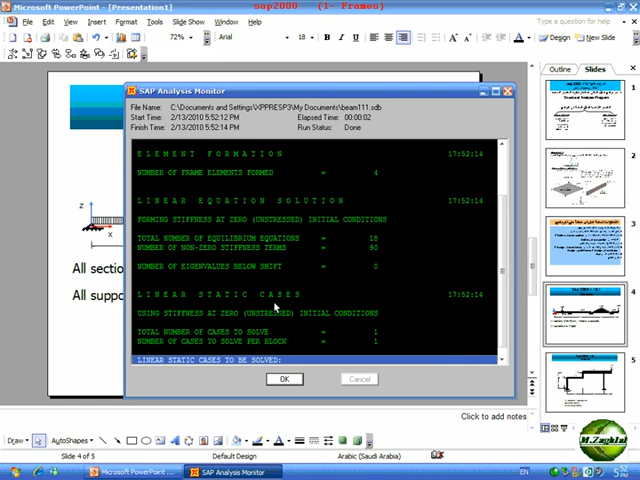 Microsoft PowerPoint - [Presentation1]
sap2000 (1- Frames)
File Edit View Insert Format Tools Slide Show
Type a question for help
72%
Arial
18
B I U S
Design
New Slide
SAP Analysis Monitor
File Name: C:\Documents and Settings\XPPRESP3\My Documents\beam111.sdb
Start Time: 2/13/2010 5:52:12 PM
Elapsed Time: 00:00:02
Finish Time: 2/13/2010 5:52:14 PM
Run Status: Done
E L E M E N T F O R M A T I O N 17:52:14
NUMBER OF FRAME ELEMENTS FORMED = 4
L I N E A R E Q U A T I O N S O L U T I O N 17:52:14
FORMING STIFFNESS AT ZERO (UNSTRESSED) INITIAL CONDITIONS
TOTAL NUMBER OF EQUILIBRIUM EQUATIONS = 18
NUMBER OF NON-ZERO STIFFNESS TERMS = 90
NUMBER OF EIGENVALUES BELOW SHIFT = 0
L I N E A R S T A T I C C A S E S 17:52:14
USING STIFFNESS AT ZERO (UNSTRESSED) INITIAL CONDITIONS
TOTAL NUMBER OF CASES TO SOLVE = 1
NUMBER OF CASES TO SOLVE PER BLOCK = 1
LINEAR STATIC CASES TO BE SOLVED:
OK
Cancel
z
x
All section
All suppo
Outline
Slides
1
2
3
4
5
Click to add notes
Draw
AutoShapes
Slide 4 of 5
Default Design
Arabic (Saudi Arabia)
M.Zaghlal
start
Microsoft PowerPoint ...
SAP Analysis Monitor
EN